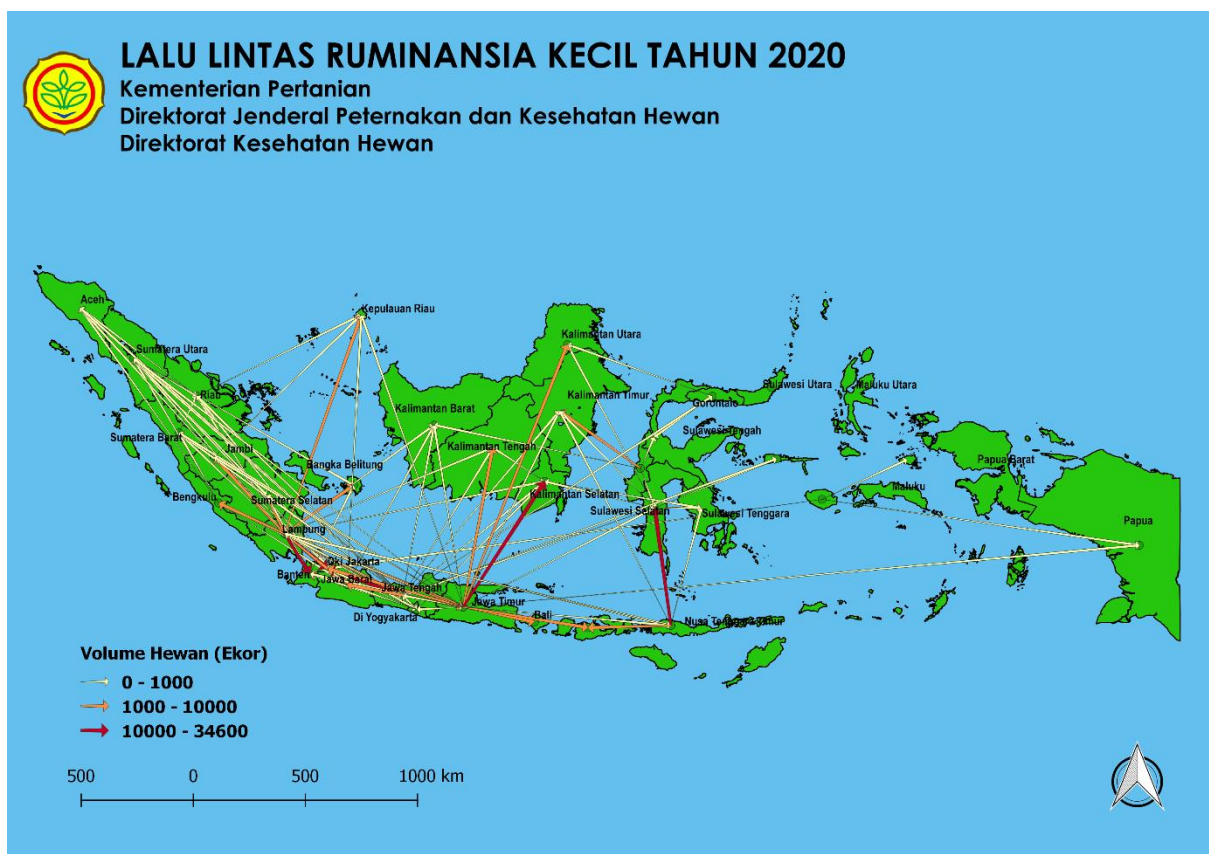 LALU LINTAS RUMINANSIA KECIL TAHUN 2020
Kementerian Pertanian
Direktorat Jenderal Peternakan dan Kesehatan Hewan
Direktorat Kesehatan Hewan
Aceh
Kepulauan Riau
Sumatera Utara
Kalimantan Utara
Sulawesi Utara
Maluku Utara
Riau
Kalimantan Timur
Gorontalo
Kalimantan Barat
Sumatera Barat
Sulawesi Tengah
Jambi
Kalimantan Tengah
Bangka Belitung
Papua Barat
Bengkulu
Sumatera Selatan
Kalimantan Selatan
Maluku
Sulawesi Selatan
Sulawesi Tenggara
Papua
Lampung
Dki Jakarta
Banten
Jawa Barat
Jawa Tengah
Jawa Timur
Di Yogyakarta
Bali
Nusa Tenggara Timur
Volume Hewan (Ekor)
0 - 1000
1000 - 10000
10000 - 34600
500 0 500 1000 km